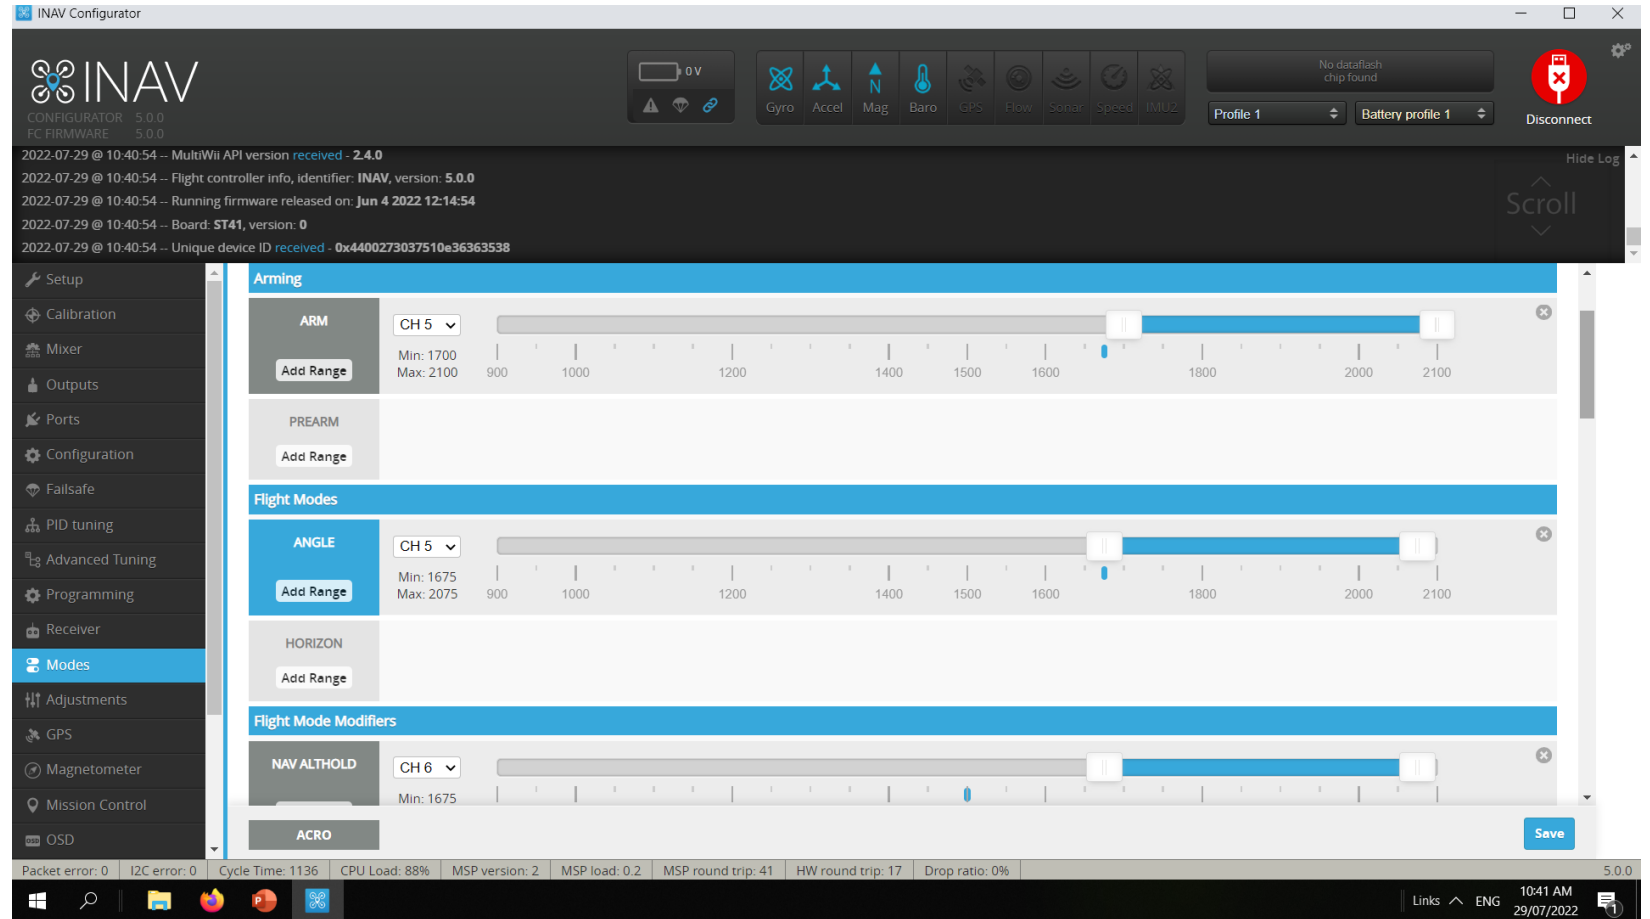 INAV Configurator
INAV
CONFIGURATOR 5.0.0
FC FIRMWARE 5.0.0
0 V
Gyro Accel Mag Baro GPS Flow Sonar Speed IMU2
No dataflash
chip found
Profile 1 Battery profile 1
Disconnect
2022-07-29 @ 10:40:54 -- MultiWii API version received - 2.4.0
2022-07-29 @ 10:40:54 -- Flight controller info, identifier: INAV, version: 5.0.0
2022-07-29 @ 10:40:54 -- Running firmware released on: Jun 4 2022 12:14:54
2022-07-29 @ 10:40:54 -- Board: ST41, version: 0
2022-07-29 @ 10:40:54 -- Unique device ID received - 0x4400273037510e36363538
Hide Log
Scroll
Setup
Calibration
Mixer
Outputs
Ports
Configuration
Failsafe
PID tuning
Advanced Tuning
Programming
Receiver
Modes
Adjustments
GPS
Magnetometer
Mission Control
OSD
Arming
ARM
Add Range
CH 5
Min: 1700
Max: 2100
900 1000 1200 1400 1500 1600 1800 2000 2100
PREARM
Add Range
Flight Modes
ANGLE
Add Range
CH 5
Min: 1675
Max: 2075
900 1000 1200 1400 1500 1600 1800 2000 2100
HORIZON
Add Range
Flight Mode Modifiers
NAV ALTHOLD
CH 6
Min: 1675
ACRO
Save
Packet error: 0 I2C error: 0 Cycle Time: 1136 CPU Load: 88% MSP version: 2 MSP load: 0.2 MSP round trip: 41 HW round trip: 17 Drop ratio: 0% 5.0.0
Links ENG
10:41 AM
29/07/2022
1